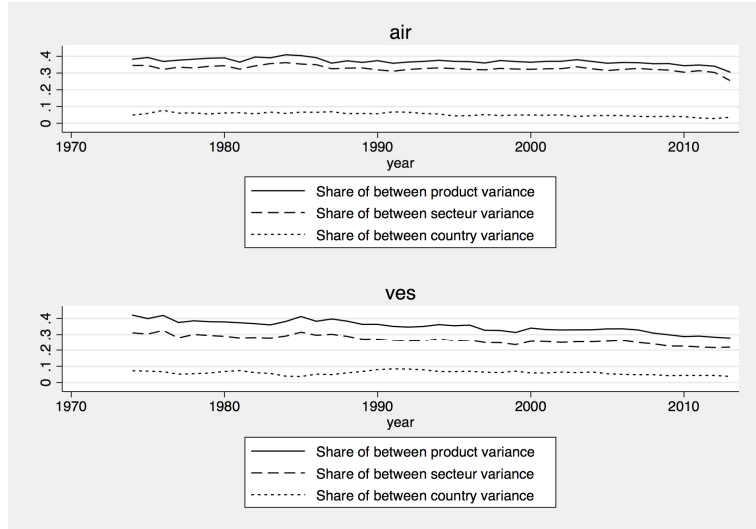 air
.4
.3
.2
.1
0
1970 1980 1990 2000 2010
year
Share of between product variance
Share of between secteur variance
Share of between country variance
ves
.4
.3
.2
.1
0
1970 1980 1990 2000 2010
year
Share of between product variance
Share of between secteur variance
Share of between country variance